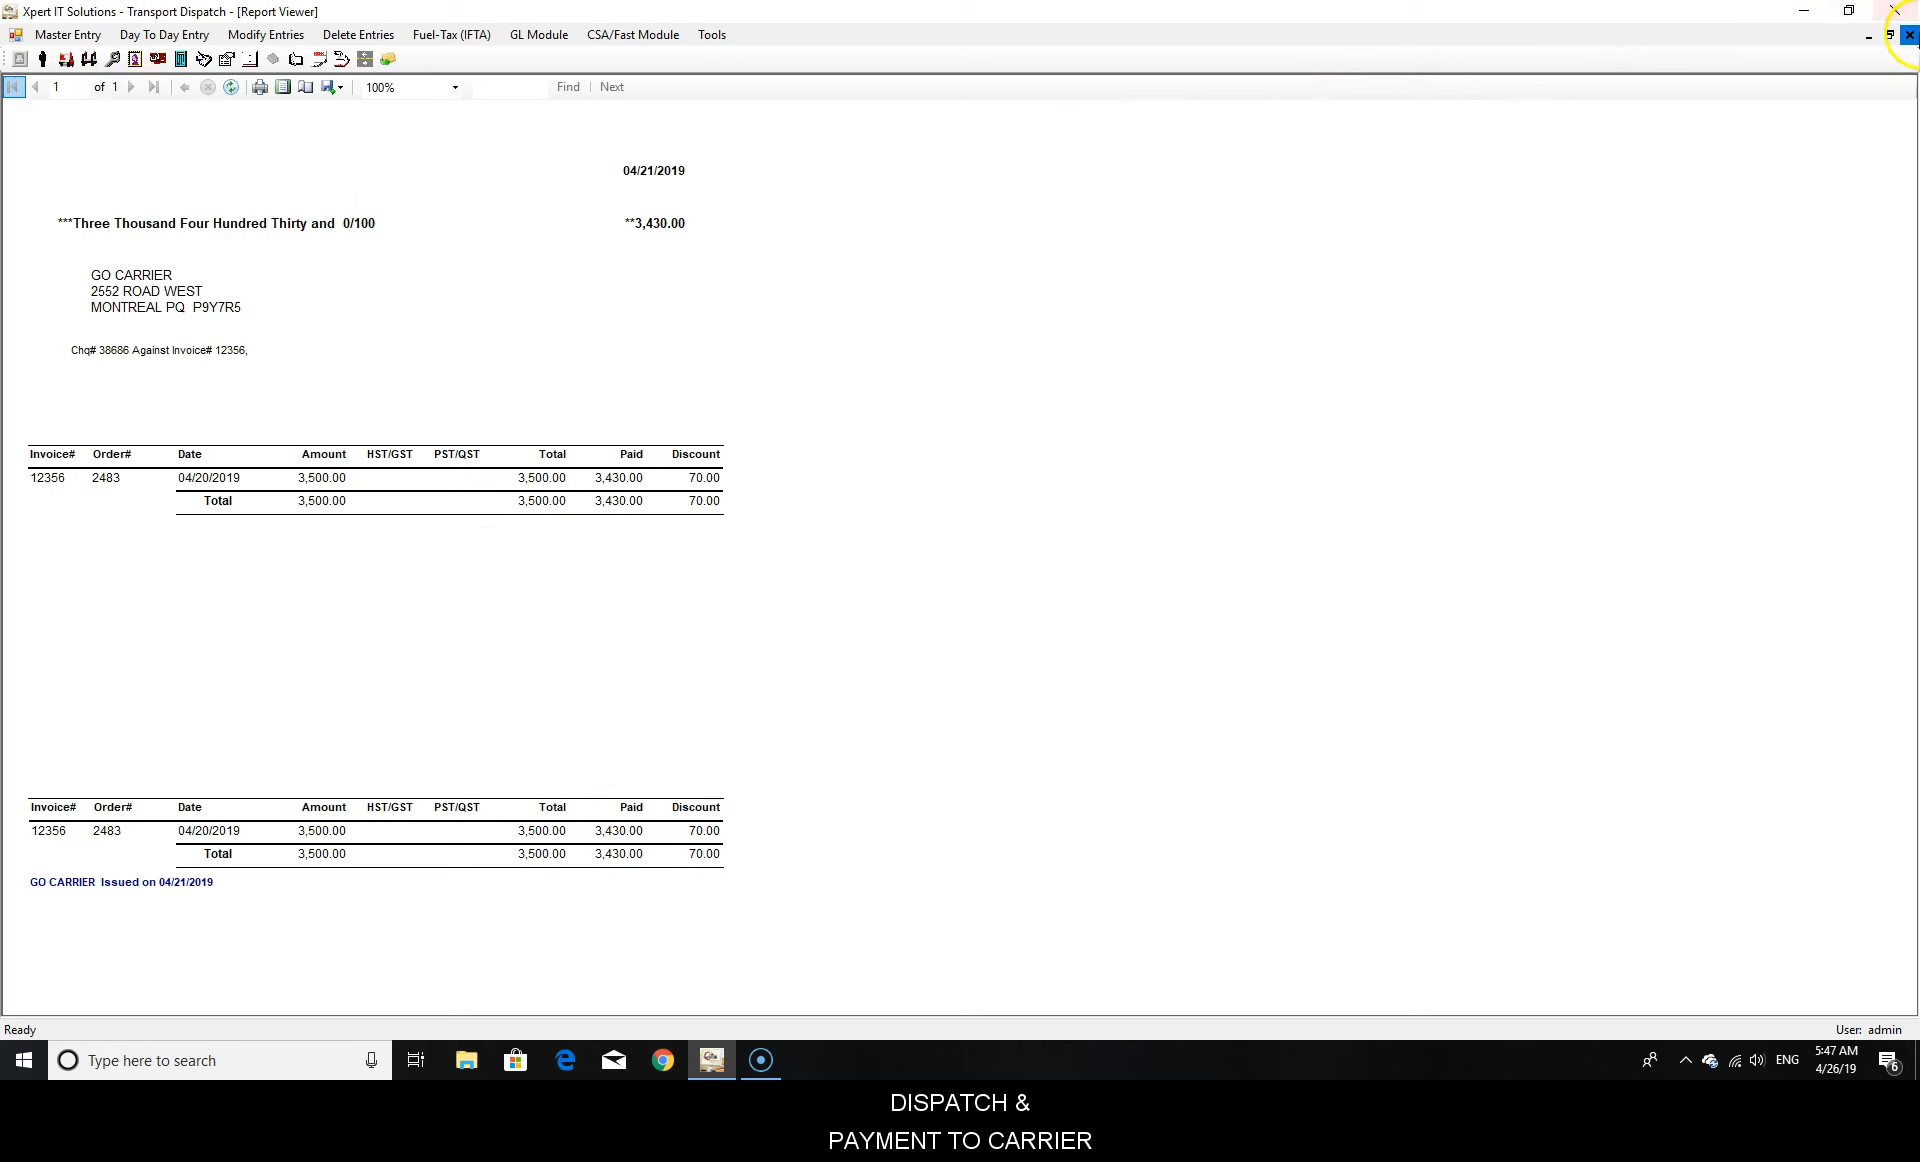 Xpert IT Solutions - Transport Dispatch - [Report Viewer]
Master Entry Day To Day Entry Modify Entries Delete Entries Fuel-Tax (IFTA) GL Module CSA/Fast Module Tools
1 of 1 100% Find | Next
04/21/2019
***Three Thousand Four Hundred Thirty and 0/100 **3,430.00
GO CARRIER
2552 ROAD WEST
MONTREAL PQ P9Y7R5
Chq# 38686 Against Invoice# 12356,
Invoice# Order# Date Amount HST/GST PST/QST Total Paid Discount
12356 2483 04/20/2019 3,500.00 3,500.00 3,430.00 70.00
Total 3,500.00 3,500.00 3,430.00 70.00
Invoice# Order# Date Amount HST/GST PST/QST Total Paid Discount
12356 2483 04/20/2019 3,500.00 3,500.00 3,430.00 70.00
Total 3,500.00 3,500.00 3,430.00 70.00
GO CARRIER Issued on 04/21/2019
Ready User: admin
Type here to search ENG 5:47 AM
4/26/19 6
DISPATCH &
PAYMENT TO CARRIER